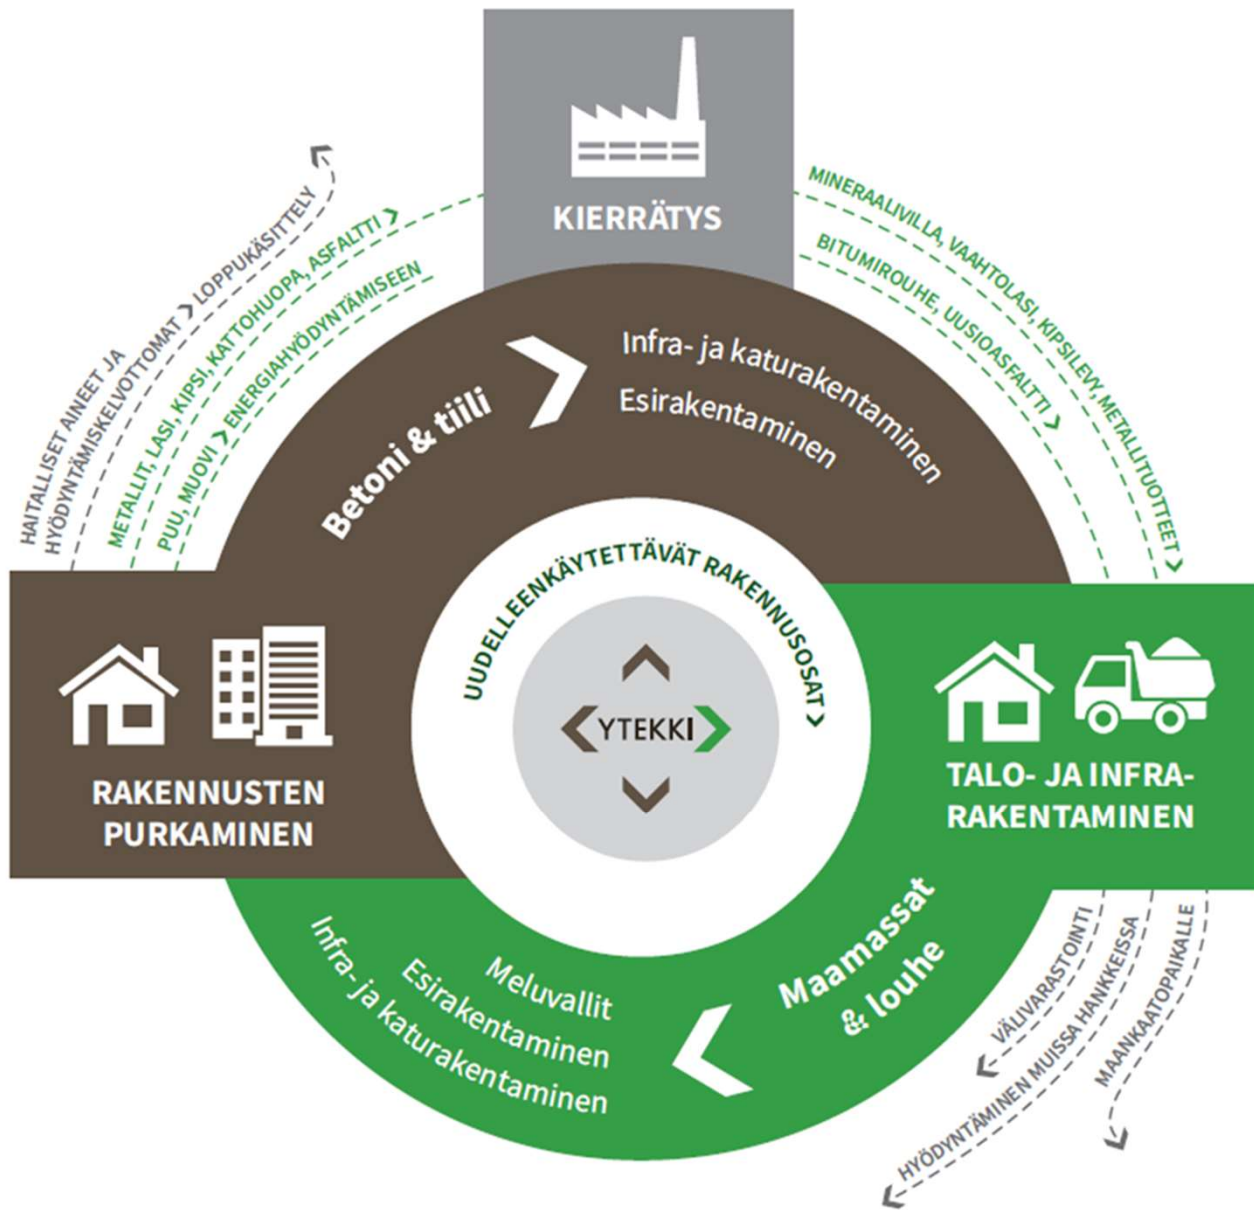 KIERRÄTYS
HAITALLISET AINEET JA
HYÖDYNTÄMISKELVOTTOMAT > LOPPUKÄSITTELY
METALLIT, LASI, KIPSI, KATTOHUOPA, ASFALTTI >
PUU, MUOVI > ENERGIAHYÖDYNTÄMISEEN
MINERAALIVILLA, VAAHTOLASI, KIPSILEVY, METALLITUOTTEET >
BITUMIROUHE, UUSIOASFALTTI >
Betoni & tiili
Infra- ja katurakentaminen
Esirakentaminen
UUDELLEENKÄYTETTÄVÄT RAKENNUSOSAT >
YTEKKI
RAKENNUSTEN
PURKAMINEN
TALO- JA INFRA-
RAKENTAMINEN
Maamassat
& louhe
Meluvallit
Esirakentaminen
Infra- ja katurakentaminen
VÄLIVARASTOINTI
HYÖDYNTÄMINEN MUISSA HANKKEISSA
MAANKAATOPAIKALLE